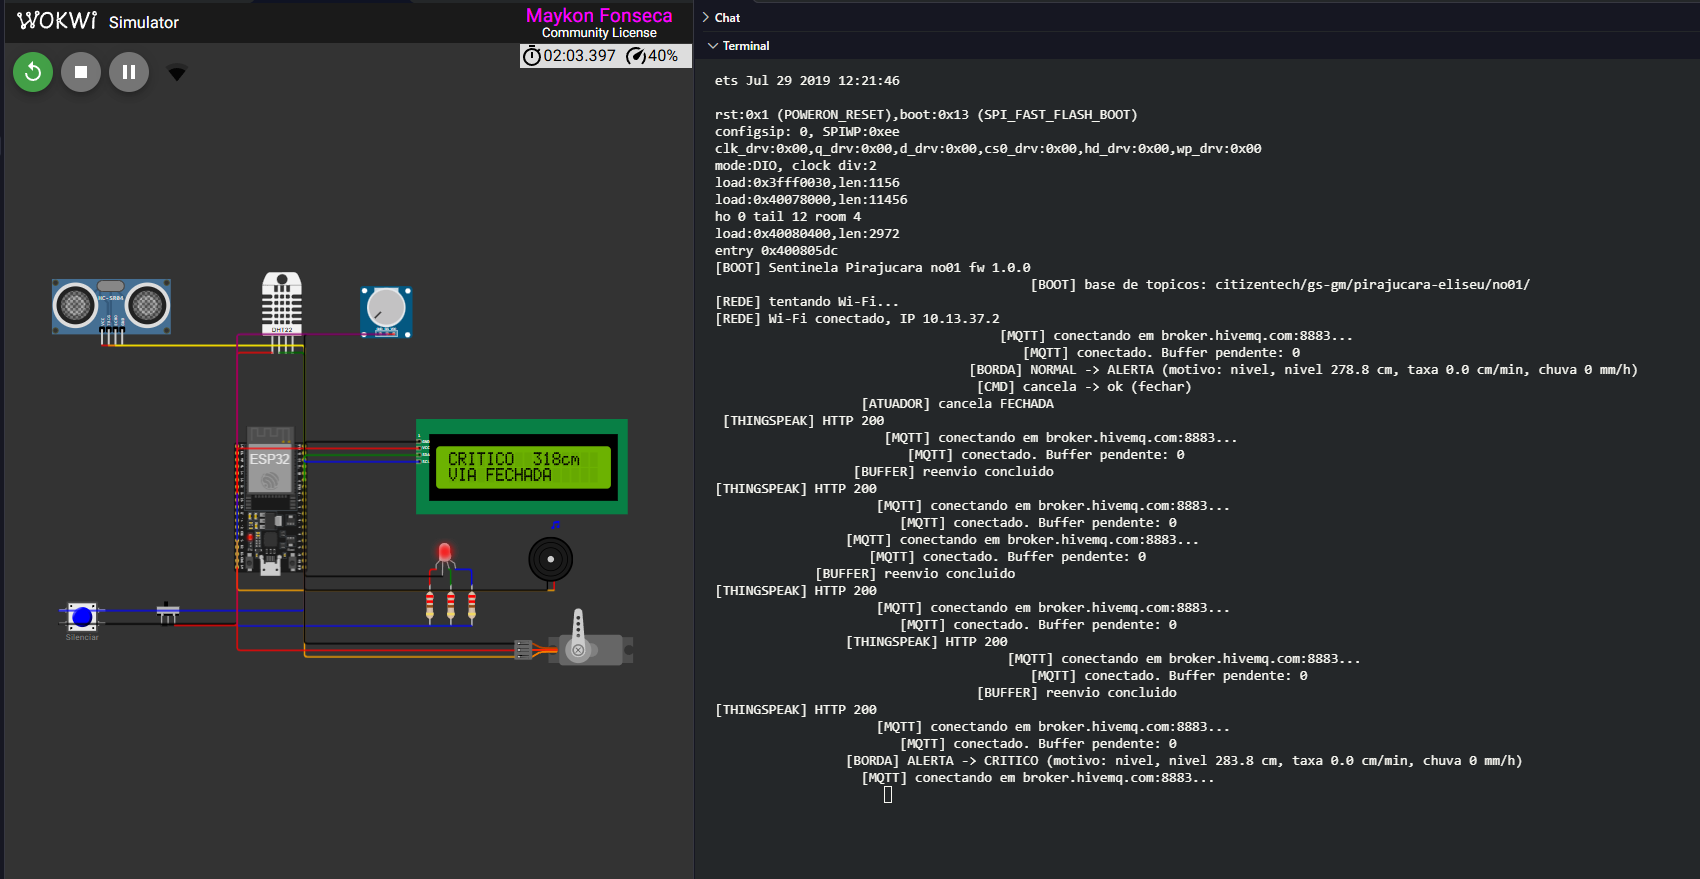 WOKWi Simulator
Maykon Fonseca
Community License
02:03.397 40%
HC-SR04
DHT22
ESP32
CRITICO 318cm
VIA FECHADA
Silenciar
Chat
Terminal
ets Jul 29 2019 12:21:46
rst:0x1 (POWERON_RESET),boot:0x13 (SPI_FAST_FLASH_BOOT)
configsip: 0, SPIWP:0xee
clk_drv:0x00,q_drv:0x00,d_drv:0x00,cs0_drv:0x00,hd_drv:0x00,wp_drv:0x00
mode:DIO, clock div:2
load:0x3fff0030,len:1156
load:0x40078000,len:11456
ho 0 tail 12 room 4
load:0x40080400,len:2972
entry 0x400805dc
[BOOT] Sentinela Pirajucara no01 fw 1.0.0
[BOOT] base de topicos: citizentech/gs-gm/pirajucara-eliseu/no01/
[REDE] tentando Wi-Fi...
[REDE] Wi-Fi conectado, IP 10.13.37.2
[MQTT] conectando em broker.hivemq.com:8883...
[MQTT] conectado. Buffer pendente: 0
[BORDA] NORMAL -> ALERTA (motivo: nivel, nivel 278.8 cm, taxa 0.0 cm/min, chuva 0 mm/h)
[CMD] cancela -> ok (fechar)
[ATUADOR] cancela FECHADA
[THINGSPEAK] HTTP 200
[MQTT] conectando em broker.hivemq.com:8883...
[MQTT] conectado. Buffer pendente: 0
[BUFFER] reenvio concluido
[THINGSPEAK] HTTP 200
[MQTT] conectando em broker.hivemq.com:8883...
[MQTT] conectado. Buffer pendente: 0
[MQTT] conectando em broker.hivemq.com:8883...
[MQTT] conectado. Buffer pendente: 0
[BUFFER] reenvio concluido
[THINGSPEAK] HTTP 200
[MQTT] conectando em broker.hivemq.com:8883...
[MQTT] conectado. Buffer pendente: 0
[THINGSPEAK] HTTP 200
[MQTT] conectando em broker.hivemq.com:8883...
[MQTT] conectado. Buffer pendente: 0
[BUFFER] reenvio concluido
[THINGSPEAK] HTTP 200
[MQTT] conectando em broker.hivemq.com:8883...
[MQTT] conectado. Buffer pendente: 0
[BORDA] ALERTA -> CRITICO (motivo: nivel, nivel 283.8 cm, taxa 0.0 cm/min, chuva 0 mm/h)
[MQTT] conectando em broker.hivemq.com:8883...